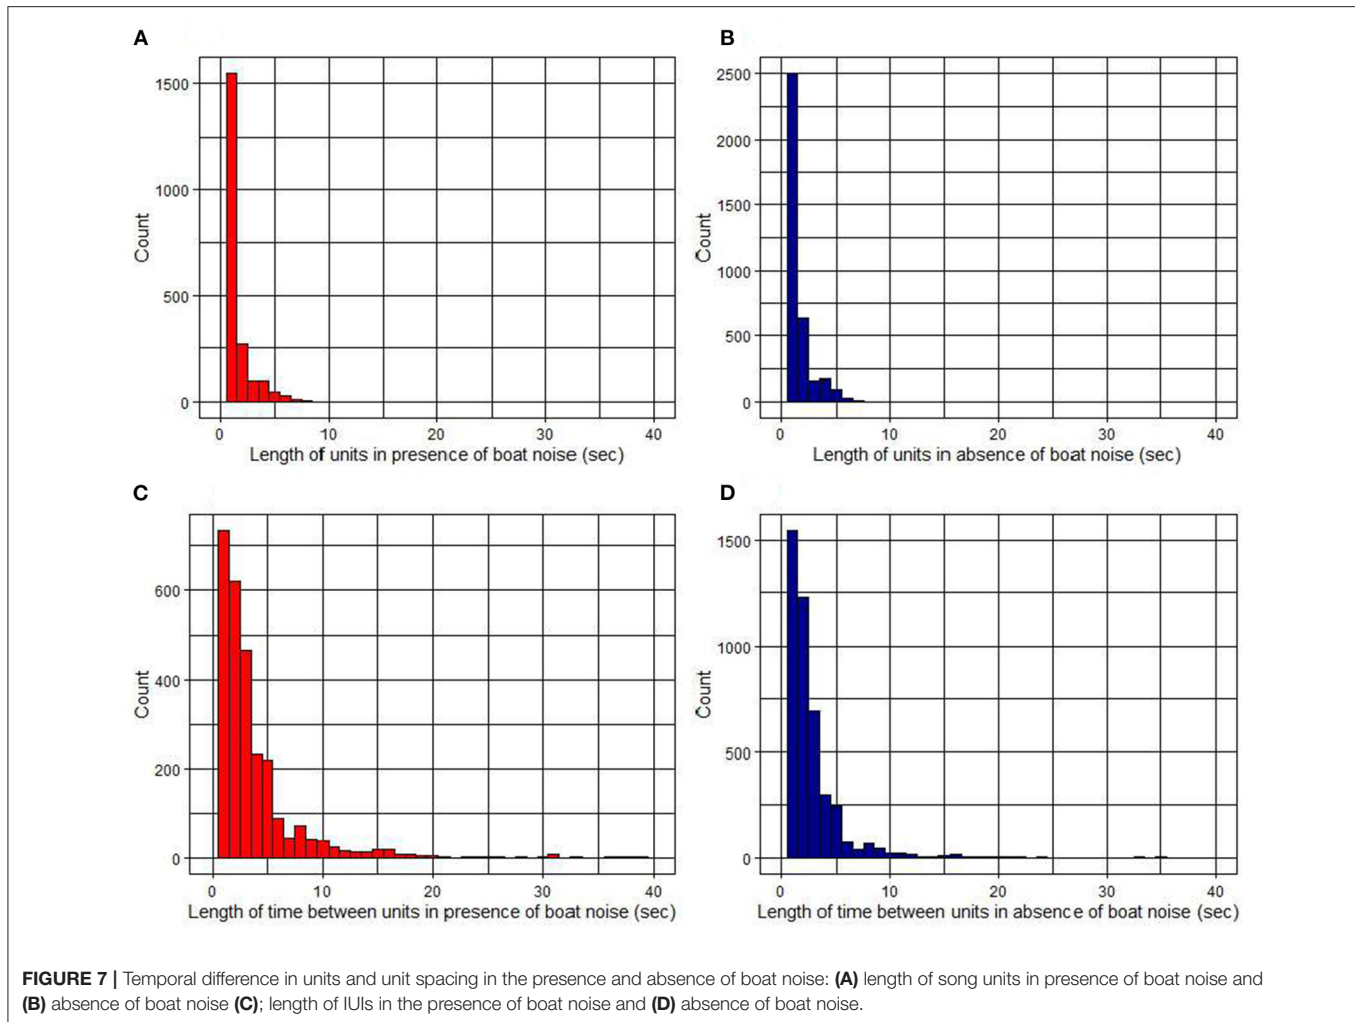 A
1500
1000
500
0
Count
0 10 20 30 40
Length of units in presence of boat noise (sec)
B
2500
2000
1500
1000
500
0
Count
0 10 20 30 40
Length of units in absence of boat noise (sec)
C
600
400
200
0
Count
0 10 20 30 40
Length of time between units in presence of boat noise (sec)
D
1500
1000
500
0
Count
0 10 20 30 40
Length of time between units in absence of boat noise (sec)
FIGURE 7 | Temporal difference in units and unit spacing in the presence and absence of boat noise: (A) length of song units in presence of boat noise and
(B) absence of boat noise (C); length of IUIs in the presence of boat noise and (D) absence of boat noise.